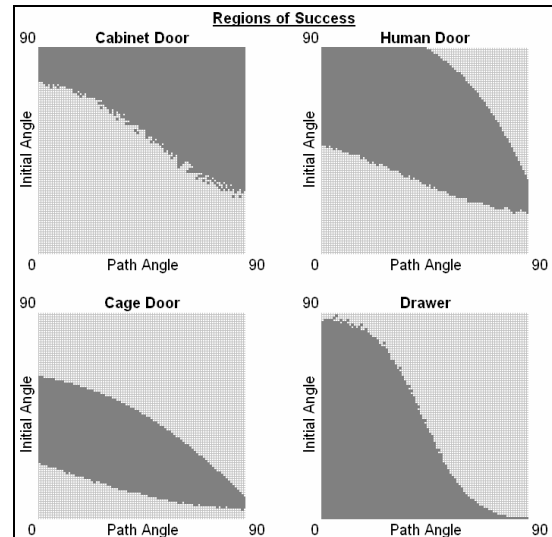 Regions of Success
Cabinet Door
90
Initial Angle
0 Path Angle 90
Human Door
90
Initial Angle
0 Path Angle 90
Cage Door
90
Initial Angle
0 Path Angle 90
Drawer
90
Initial Angle
0 Path Angle 90